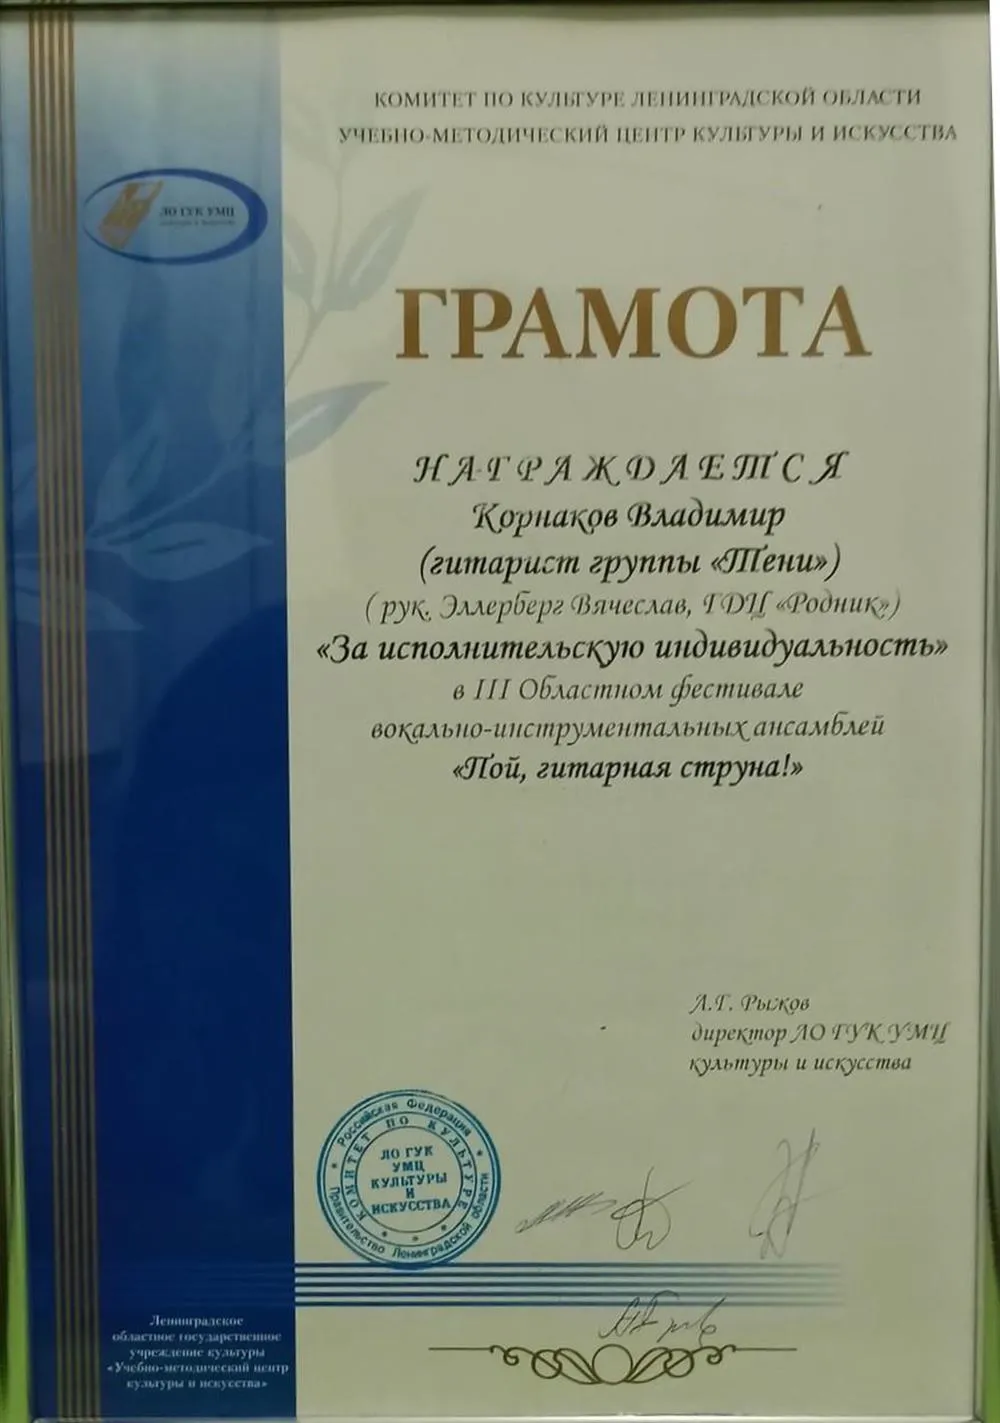 КОМИТЕТ ПО КУЛЬТУРЕ ЛЕНИНГРАДСКОЙ ОБЛАСТИ
УЧЕБНО-МЕТОДИЧЕСКИЙ ЦЕНТР КУЛЬТУРЫ И ИСКУССТВА
ЛО ГУК УМЦ
ГРАМОТА
НАГРАЖДАЕТСЯ
Корнаков Владимир
(гитарист группы «Тени»)
( рук. Эллерберг Вячеслав, ГДЦ «Родник»)
«За исполнительскую индивидуальность»
в III Областном фестивале
вокально-инструментальных ансамблей
«Пой, гитарная струна!»
А.Г. Рыжов
директор ЛО ГУК УМЦ
культуры и искусства
Российская Федерация
Правительство Ленинградской области
КОМИТЕТ ПО КУЛЬТУРЕ
ЛО ГУК
УМЦ
КУЛЬТУРЫ
И
ИСКУССТВА
Ленинградское
областное государственное
учреждение культуры
«Учебно-методический центр
культуры и искусства»